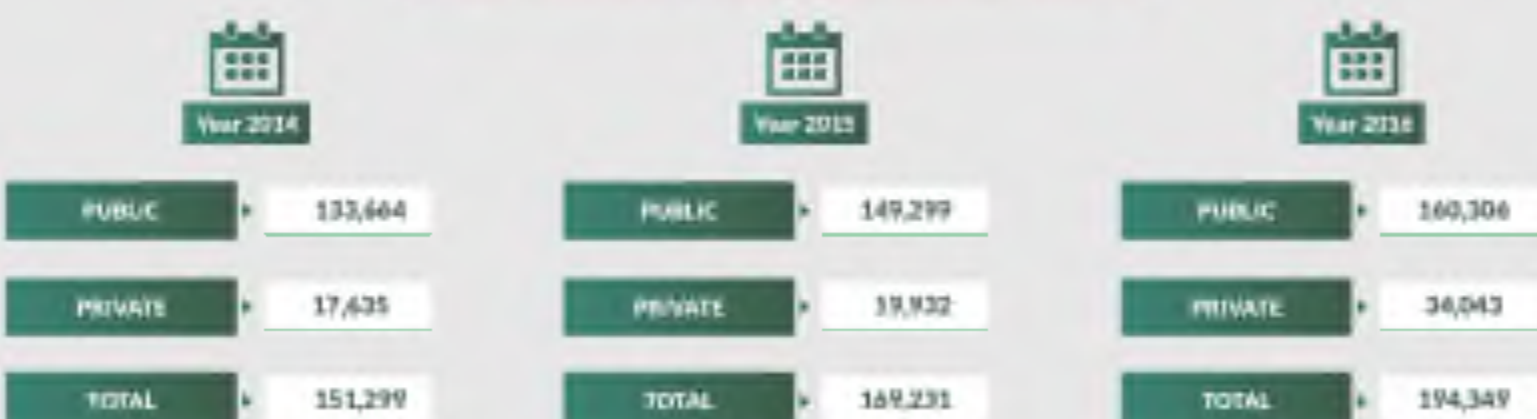 Year 2014 Year 2015 Year 2016
PUBLIC 133,664 PUBLIC 149,299 PUBLIC 160,306
PRIVATE 17,635 PRIVATE 19,932 PRIVATE 34,043
TOTAL 151,299 TOTAL 169,231 TOTAL 194,349